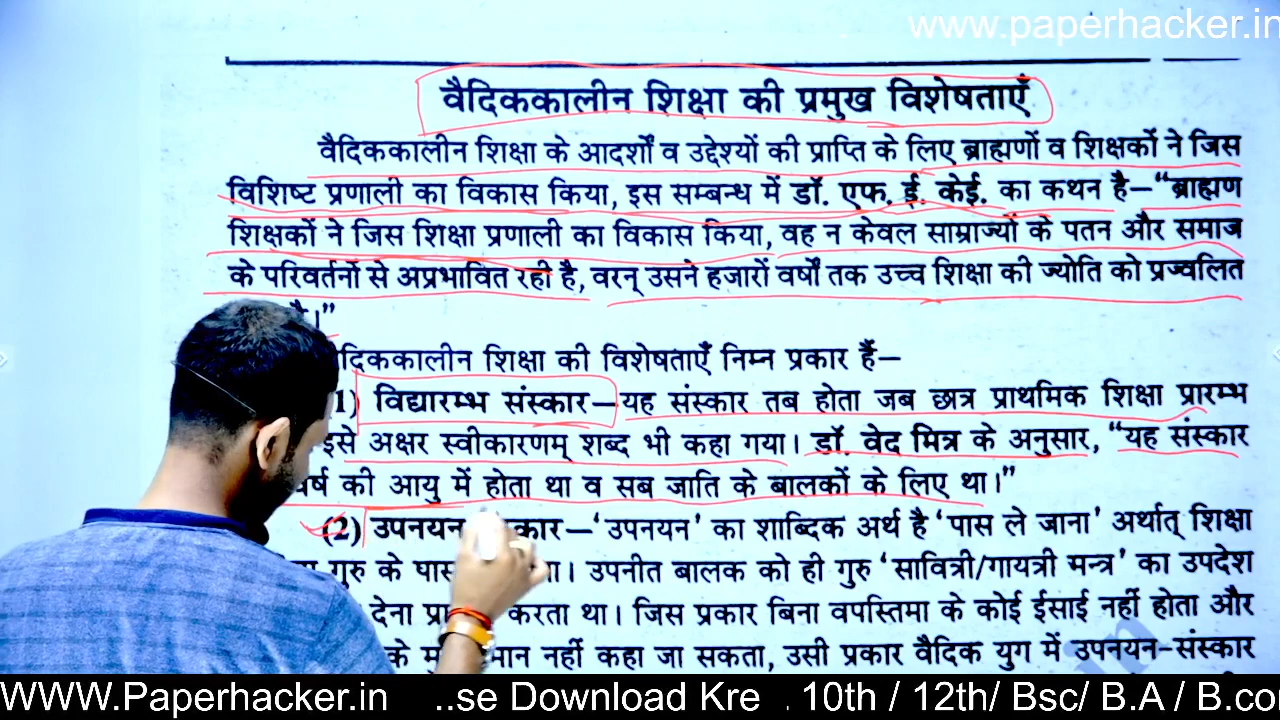 www.paperhacker.in
वैदिककालीन शिक्षा की प्रमुख विशेषताएँ
वैदिककालीन शिक्षा के आदर्शों व उद्देश्यों की प्राप्ति के लिए ब्राह्मणों व शिक्षकों ने जिस
विशिष्ट प्रणाली का विकास किया, इस सम्बन्ध में डॉ. एफ. ई. केई. का कथन है—“ब्राह्मण
शिक्षकों ने जिस शिक्षा प्रणाली का विकास किया, वह न केवल साम्राज्यों के पतन और समाज
के परिवर्तनों से अप्रभावित रही है, वरन् उसने हजारों वर्षों तक उच्च शिक्षा की ज्योति को प्रज्वलित
है।”
दिककालीन शिक्षा की विशेषताएँ निम्न प्रकार हैं—
1) विद्यारम्भ संस्कार—यह संस्कार तब होता जब छात्र प्राथमिक शिक्षा प्रारम्भ
इसे अक्षर स्वीकारणम् शब्द भी कहा गया। डॉ. वेद मित्र के अनुसार, “यह संस्कार
वर्ष की आयु में होता था व सब जाति के बालकों के लिए था।”
(2) उपनयन कार—‘उपनयन’ का शाब्दिक अर्थ है ‘पास ले जाना’ अर्थात् शिक्षा
गुरु के पास ा। उपनीत बालक को ही गुरु ‘सावित्री/गायत्री मन्त्र’ का उपदेश
देना प्रा करता था। जिस प्रकार बिना वपस्तिमा के कोई ईसाई नहीं होता और
के मु मान नहीं कहा जा सकता, उसी प्रकार वैदिक युग में उपनयन-संस्कार
WWW.Paperhacker.in ..se Download Kre 10th / 12th/ Bsc/ B.A / B.co